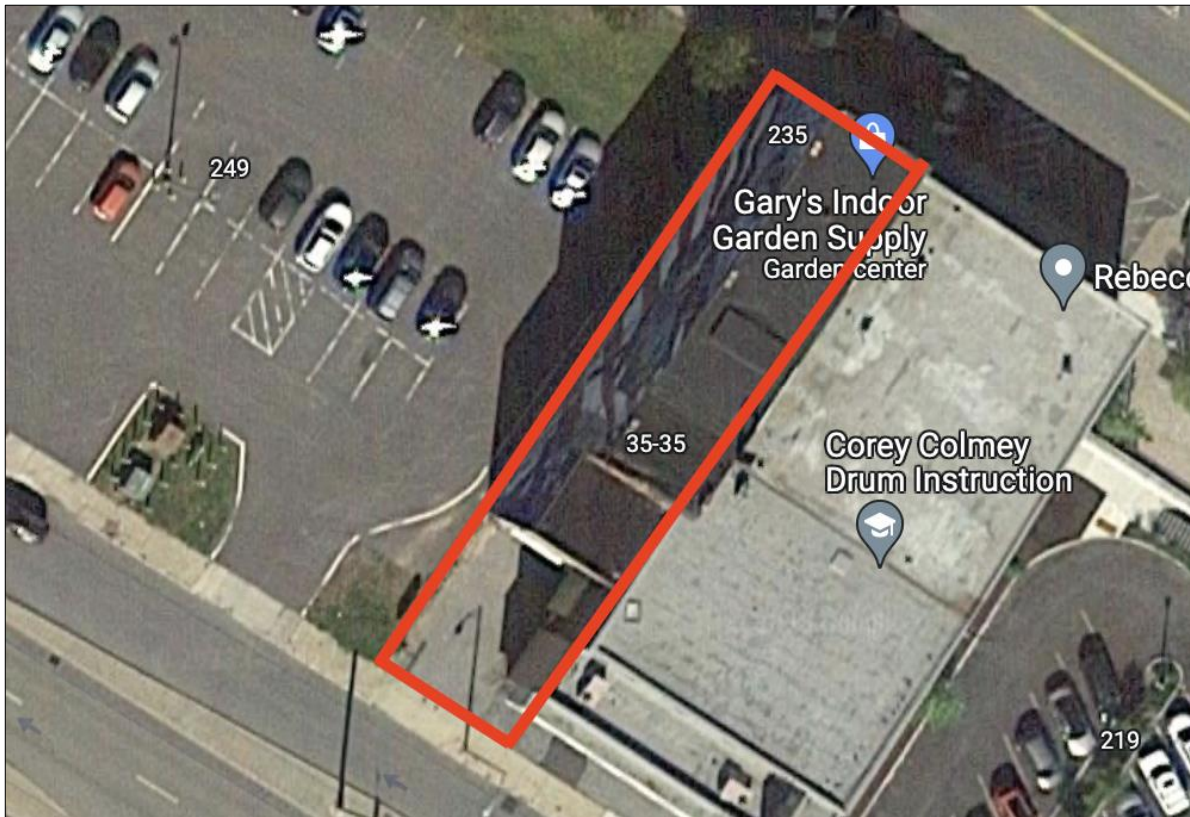 235
249
Gary's Indoor
Garden Supply
Garden center
Rebecc
35-35
Corey Colmey
Drum Instruction
219